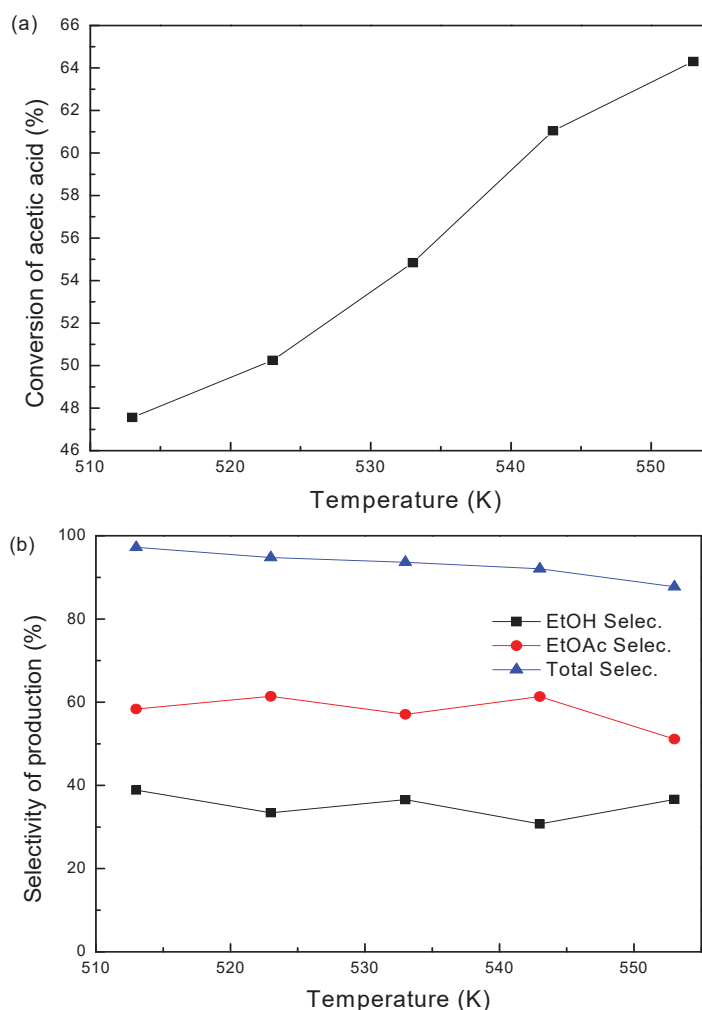 (a)
66
64
62
60
58
56
54
52
50
48
46
Conversion of acetic acid (%)
510 520 530 540 550
Temperature (K)
(b)
100
80
60
40
20
0
Selectivity of production (%)
EtOH Selec.
EtOAc Selec.
Total Selec.
510 520 530 540 550
Temperature (K)